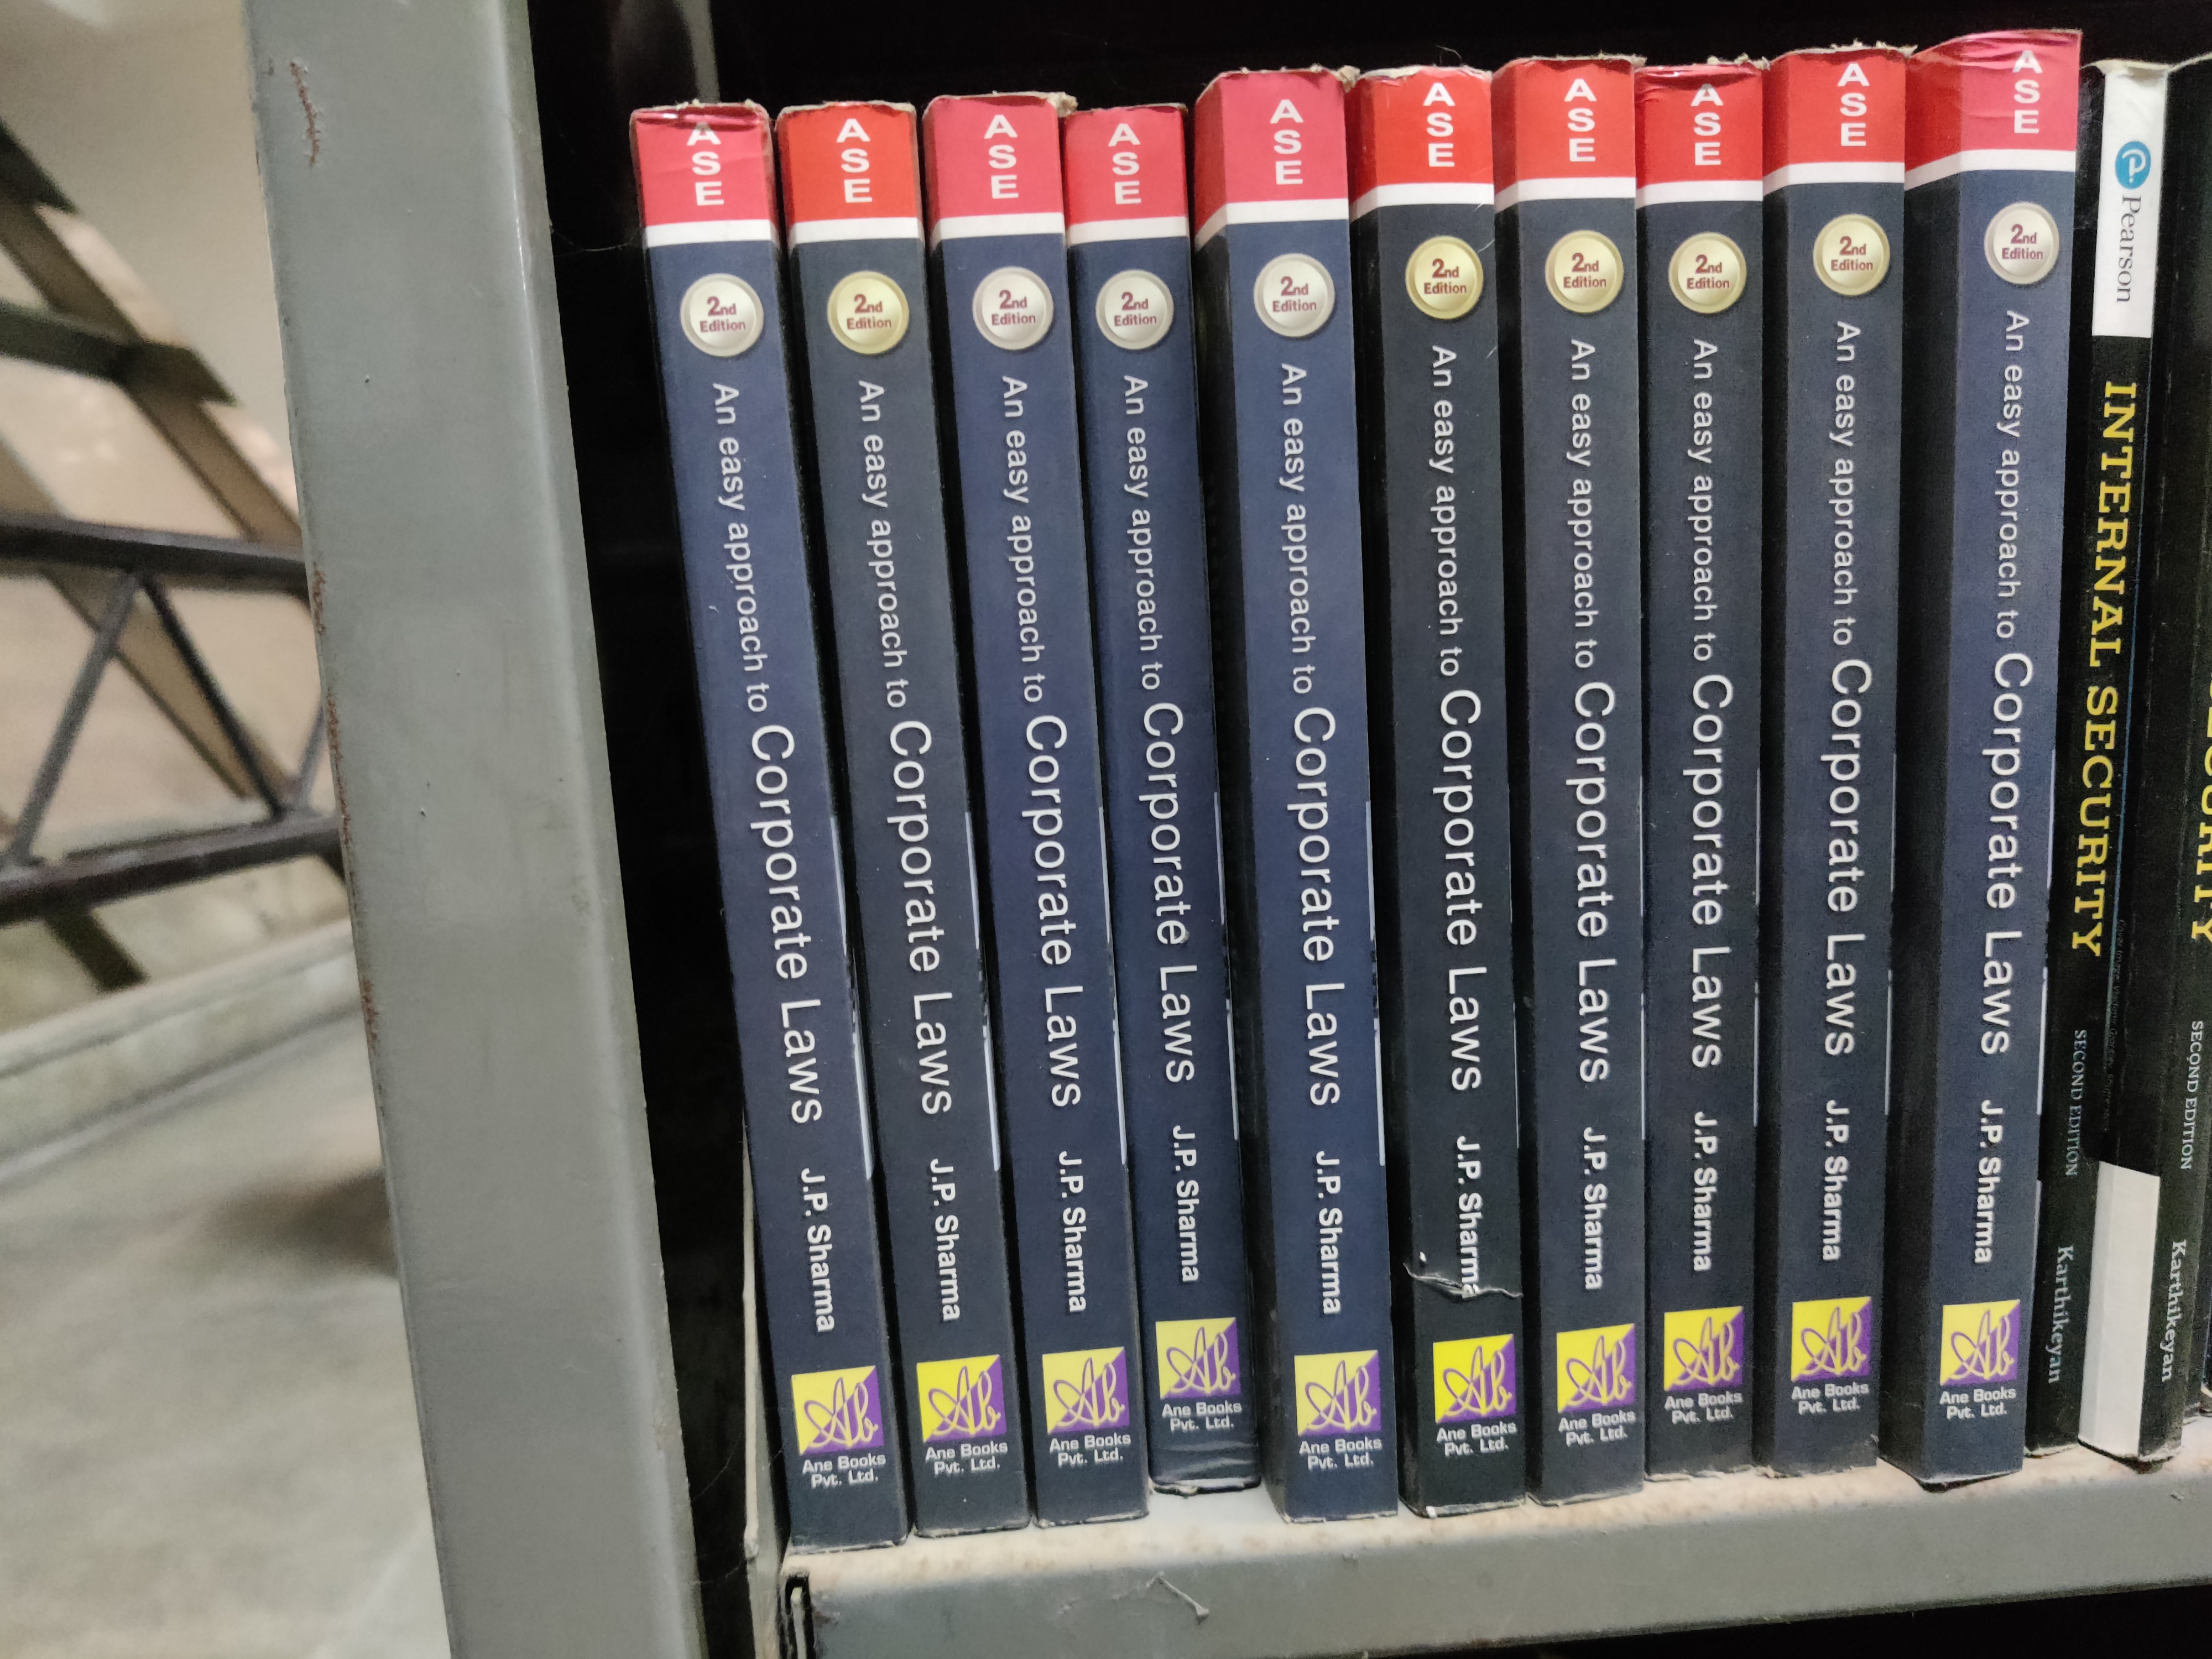 ASE
2nd
Edition
An easy approach to Corporate Laws
J.P. Sharma
Ane Books
Pvt. Ltd.
ASE
2nd
Edition
An easy approach to Corporate Laws
J.P. Sharma
Ane Books
Pvt. Ltd.
ASE
2nd
Edition
An easy approach to Corporate Laws
J.P. Sharma
Ane Books
Pvt. Ltd.
ASE
2nd
Edition
An easy approach to Corporate Laws
J.P. Sharma
Ane Books
Pvt. Ltd.
ASE
2nd
Edition
An easy approach to Corporate Laws
J.P. Sharma
Ane Books
Pvt. Ltd.
ASE
2nd
Edition
An easy approach to Corporate Laws
J.P. Sharma
Ane Books
Pvt. Ltd.
ASE
2nd
Edition
An easy approach to Corporate Laws
J.P. Sharma
Ane Books
Pvt. Ltd.
ASE
2nd
Edition
An easy approach to Corporate Laws
J.P. Sharma
Ane Books
Pvt. Ltd.
ASE
2nd
Edition
An easy approach to Corporate Laws
J.P. Sharma
Ane Books
Pvt. Ltd.
ASE
2nd
Edition
An easy approach to Corporate Laws
J.P. Sharma
Ane Books
Pvt. Ltd.
Pearson
INTERNAL SECURITY
SECOND EDITION
Karthikeyan
SECOND EDITION
Karthikeyan